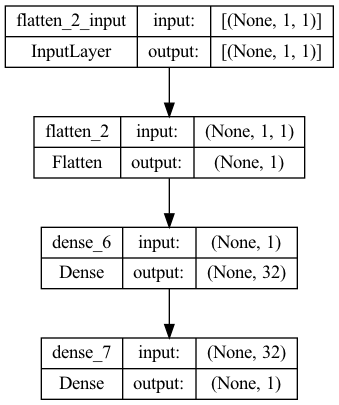 flatten_2_input input: [(None, 1, 1)]
InputLayer output: [(None, 1, 1)]
flatten_2 input: (None, 1, 1)
Flatten output: (None, 1)
dense_6 input: (None, 1)
Dense output: (None, 32)
dense_7 input: (None, 32)
Dense output: (None, 1)